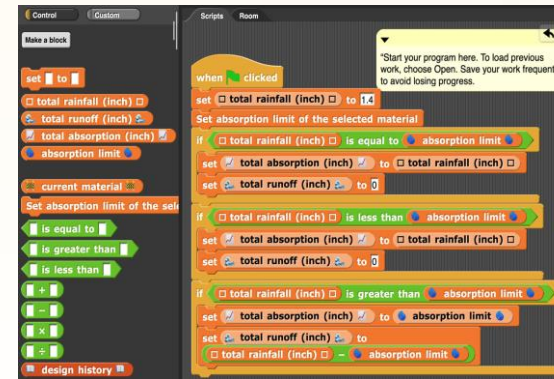 Control Custom
Make a block
set to
total rainfall (inch)
total runoff (inch)
total absorption (inch)
absorption limit
current material
Set absorption limit of the sele
is equal to
is greater than
is less than
+
−
×
÷
design history
Scripts Room
"Start your program here. To load previous
work, choose Open. Save your work frequent
to avoid losing progress.
when clicked
set total rainfall (inch) to 1.4
Set absorption limit of the selected material
if total rainfall (inch) is equal to absorption limit
set total absorption (inch) to total rainfall (inch)
set total runoff (inch) to 0
if total rainfall (inch) is less than absorption limit
set total absorption (inch) to total rainfall (inch)
set total runoff (inch) to 0
if total rainfall (inch) is greater than absorption limit
set total absorption (inch) to absorption limit
set total runoff (inch) to
total rainfall (inch) − absorption limit